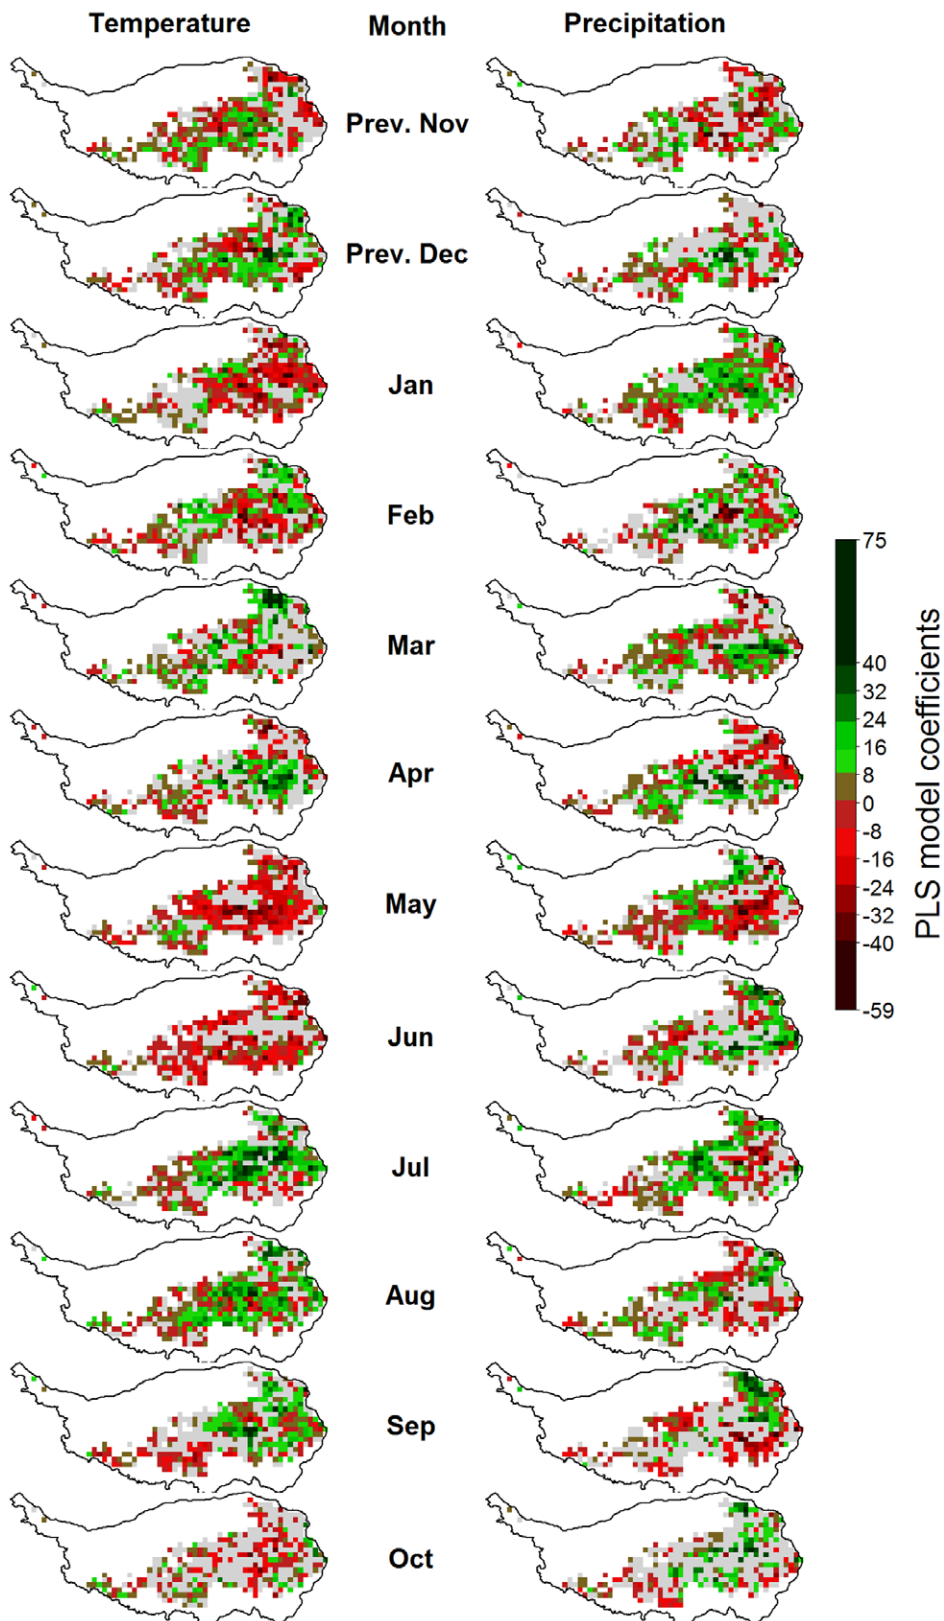 Temperature Month Precipitation
Prev. Nov
Prev. Dec
Jan
Feb
Mar
Apr
May
Jun
Jul
Aug
Sep
Oct
75
40
32
24
16
8
0
-8
-16
-24
-32
-40
-59
PLS model coefficients